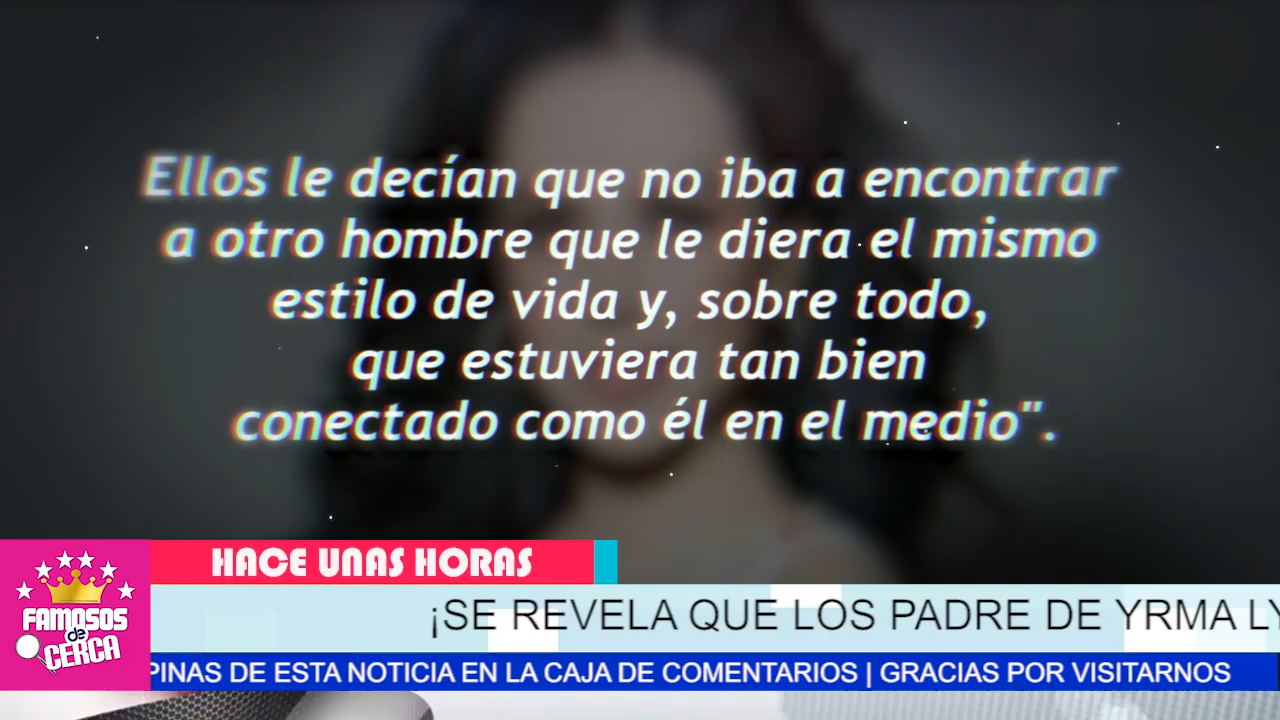 Ellos le decían que no iba a encontrar
a otro hombre que le diera el mismo
estilo de vida y, sobre todo,
que estuviera tan bien
conectado como él en el medio".
HACE UNAS HORAS
FAMOSOS
de
CERCA
¡SE REVELA QUE LOS PADRE DE YRMA LY
PINAS DE ESTA NOTICIA EN LA CAJA DE COMENTARIOS | GRACIAS POR VISITARNOS